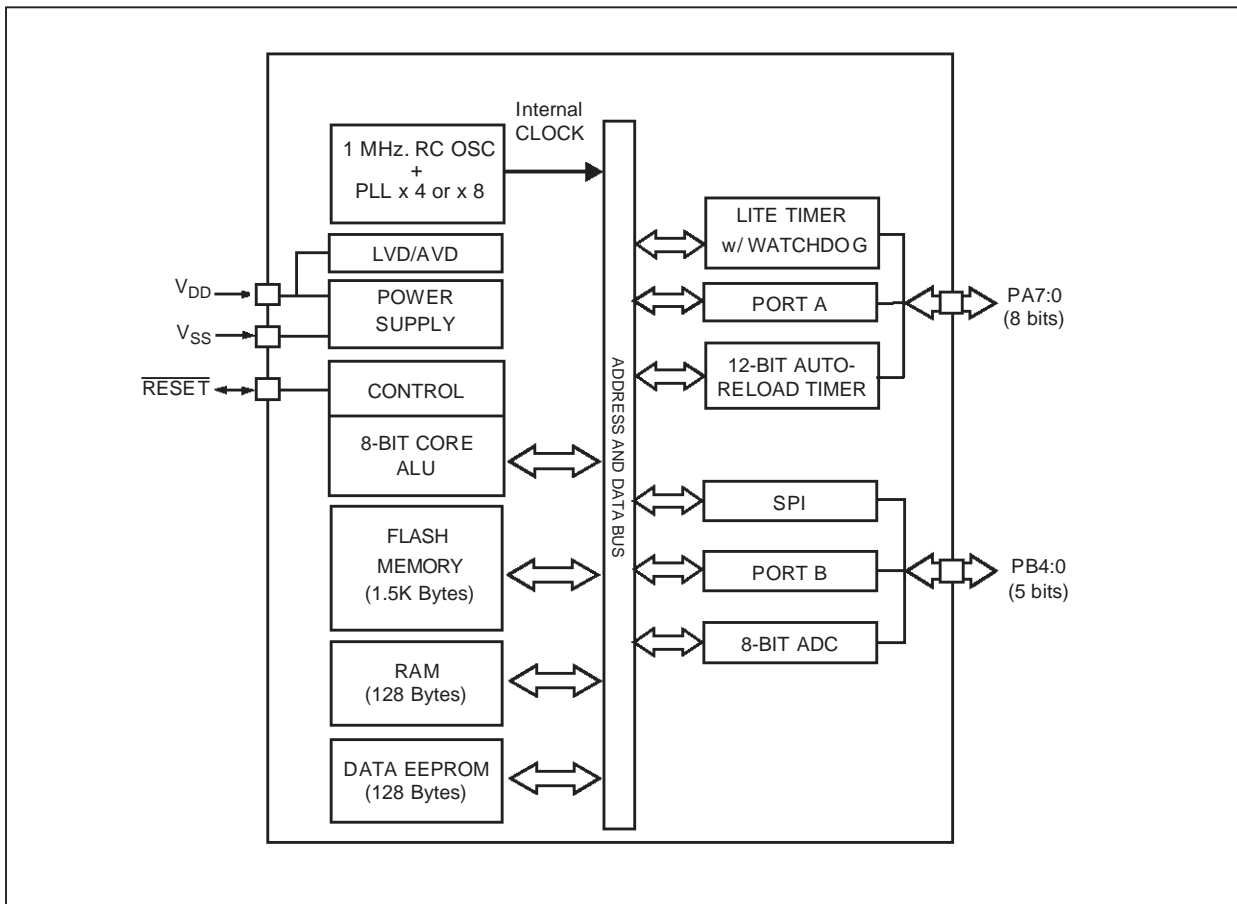 Internal
CLOCK
1 MHz. RC OSC
+
PLL x 4 or x 8
LVD/AVD
VDD
POWER
SUPPLY
VSS
RESET
CONTROL
8-BIT CORE
ALU
FLASH
MEMORY
(1.5K Bytes)
RAM
(128 Bytes)
DATA EEPROM
(128 Bytes)
ADDRESS AND DATA BUS
LITE TIMER
w/ WATCHDOG
PORT A
12-BIT AUTO-
RELOAD TIMER
PA7:0
(8 bits)
SPI
PORT B
8-BIT ADC
PB4:0
(5 bits)